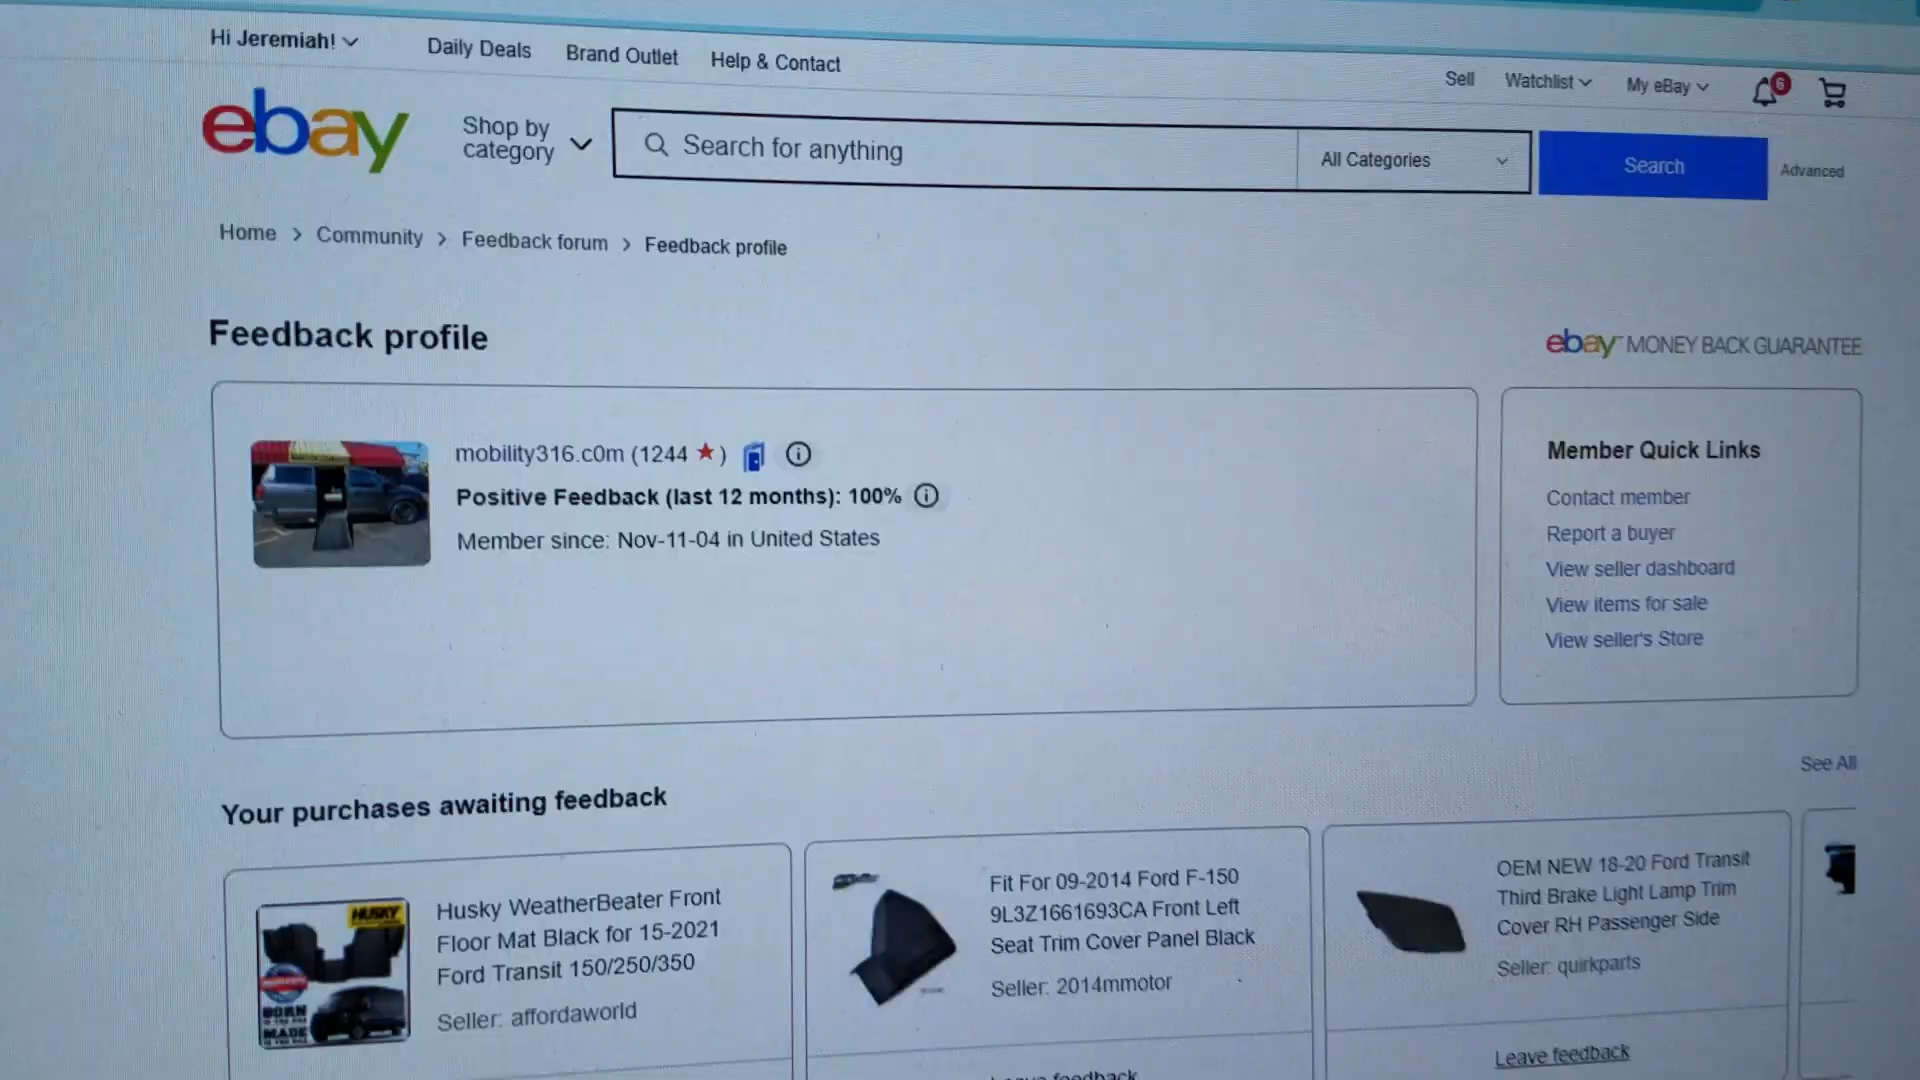 Hi Jeremiah!
Daily Deals
Brand Outlet
Help & Contact
Sell
Watchlist
My eBay
6
ebay
Shop by
category
Search for anything
All Categories
Search
Advanced
Home > Community > Feedback forum > Feedback profile
Feedback profile
ebay MONEY BACK GUARANTEE
mobility316.c0m (1244 ★)
Positive Feedback (last 12 months): 100%
Member since: Nov-11-04 in United States
Member Quick Links
Contact member
Report a buyer
View seller dashboard
View items for sale
View seller's Store
See All
Your purchases awaiting feedback
HUSKY
BORN
MADE
Husky WeatherBeater Front
Floor Mat Black for 15-2021
Ford Transit 150/250/350
Seller: affordaworld
Fit For 09-2014 Ford F-150
9L3Z1661693CA Front Left
Seat Trim Cover Panel Black
Seller: 2014mmotor
Leave feedback
OEM NEW 18-20 Ford Transit
Third Brake Light Lamp Trim
Cover RH Passenger Side
Seller: quirkparts
Leave feedback